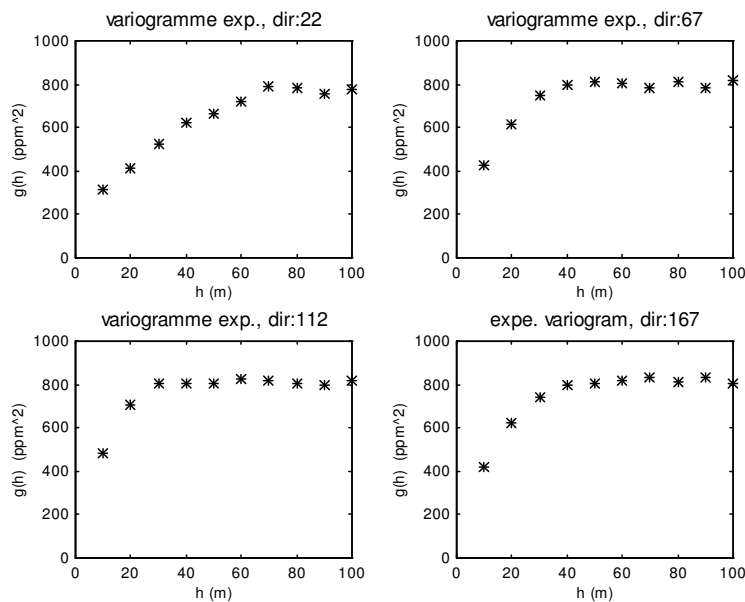 variogramme exp., dir:22
1000
800
600
400
200
0
g(h) (ppm^2)
0 20 40 60 80 100
h (m)
variogramme exp., dir:67
1000
800
600
400
200
0
g(h) (ppm^2)
0 20 40 60 80 100
h (m)
variogramme exp., dir:112
1000
800
600
400
200
0
g(h) (ppm^2)
0 20 40 60 80 100
h (m)
expe. variogram, dir:167
1000
800
600
400
200
0
g(h) (ppm^2)
0 20 40 60 80 100
h (m)